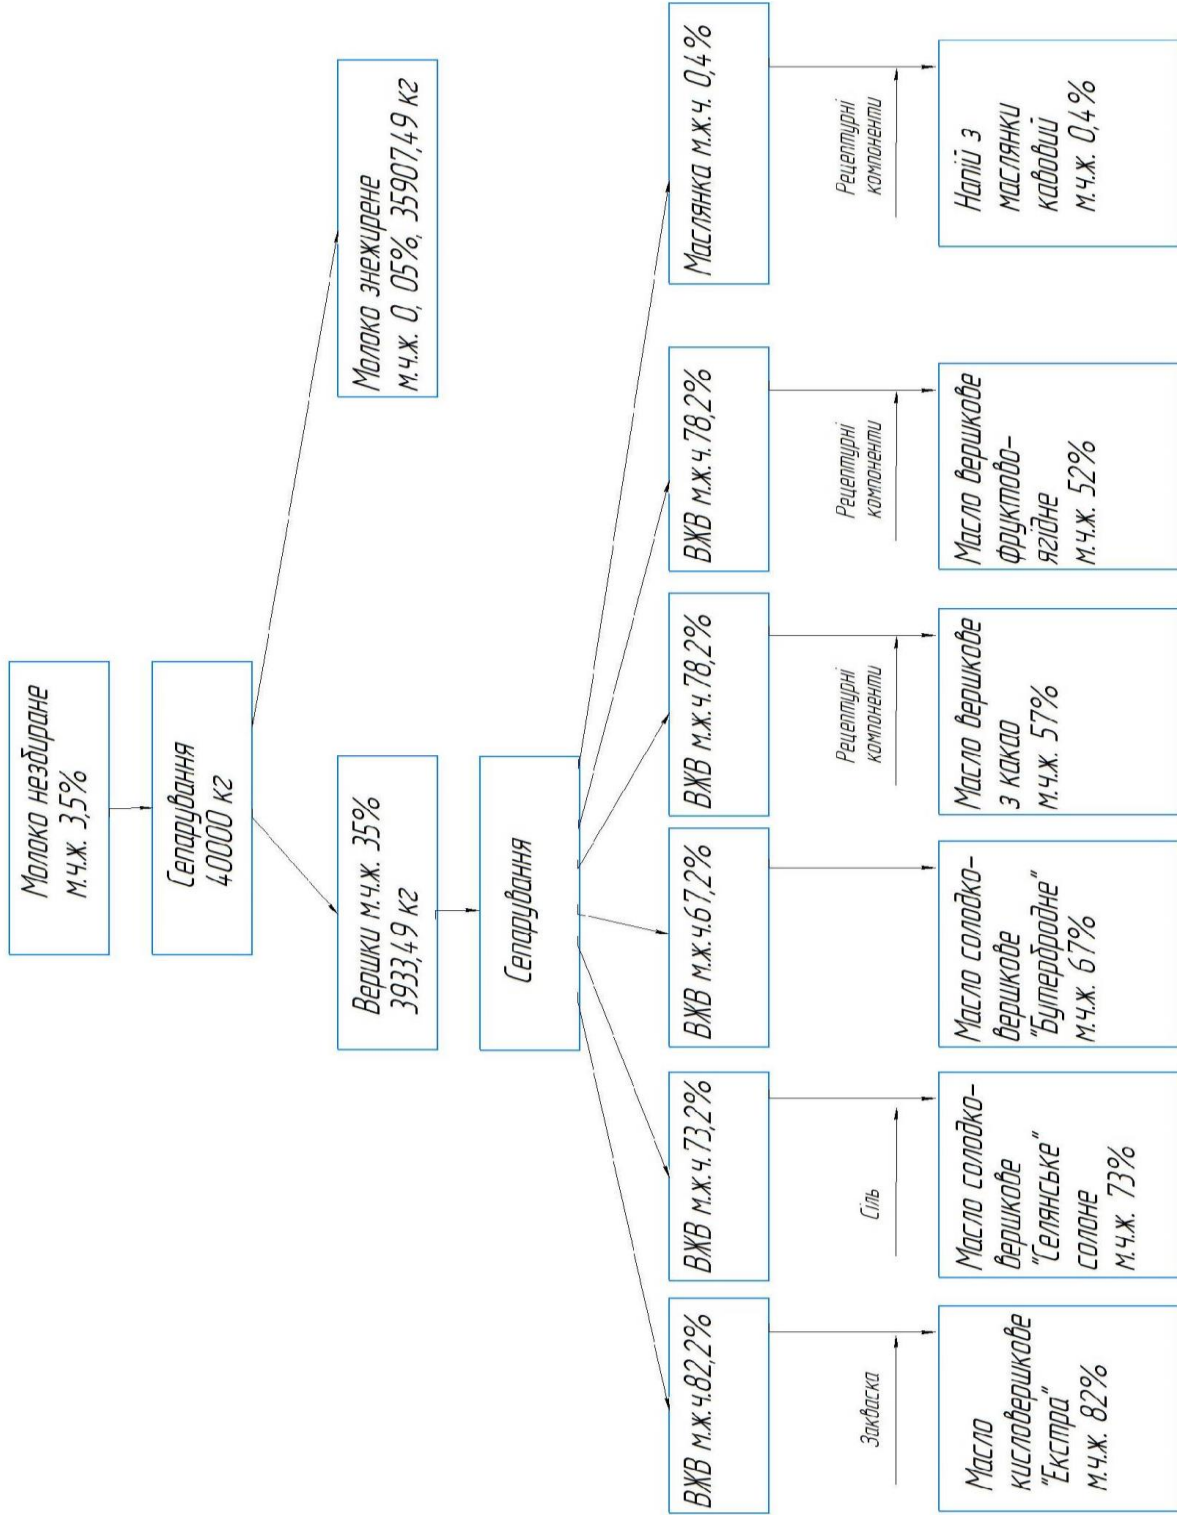 Молоко незбиране
м.ч.ж. 3,5%
Сепарування
40000 кг
Вершки м.ч.ж. 35%
3933,49 кг
Молоко знежирене
м.ч.ж. 0, 05%, 35907,49 кг
Сепарування
ВЖВ м.ж.ч.82,2%
ВЖВ м.ж.ч.73,2%
ВЖВ м.ж.ч.67,2%
ВЖВ м.ж.ч.78,2%
ВЖВ м.ж.ч.78,2%
Маслянка м.ж.ч. 0,4%
Закваска
Сіль
Рецептурні
компоненти
Рецептурні
компоненти
Рецептурні
компоненти
Масло
кисловершкове
"Екстра"
м.ч.ж. 82%
Масло солодко-
вершкове
"Селянське"
солоне
м.ч.ж. 73%
Масло солодко-
вершкове
"Бутербродне"
м.ч.ж. 67%
Масло вершкове
з какао
м.ч.ж. 57%
Масло вершкове
фруктово-
ягідне
м.ч.ж. 52%
Напій з
маслянки
кавовий
м.ч.ж. 0,4%